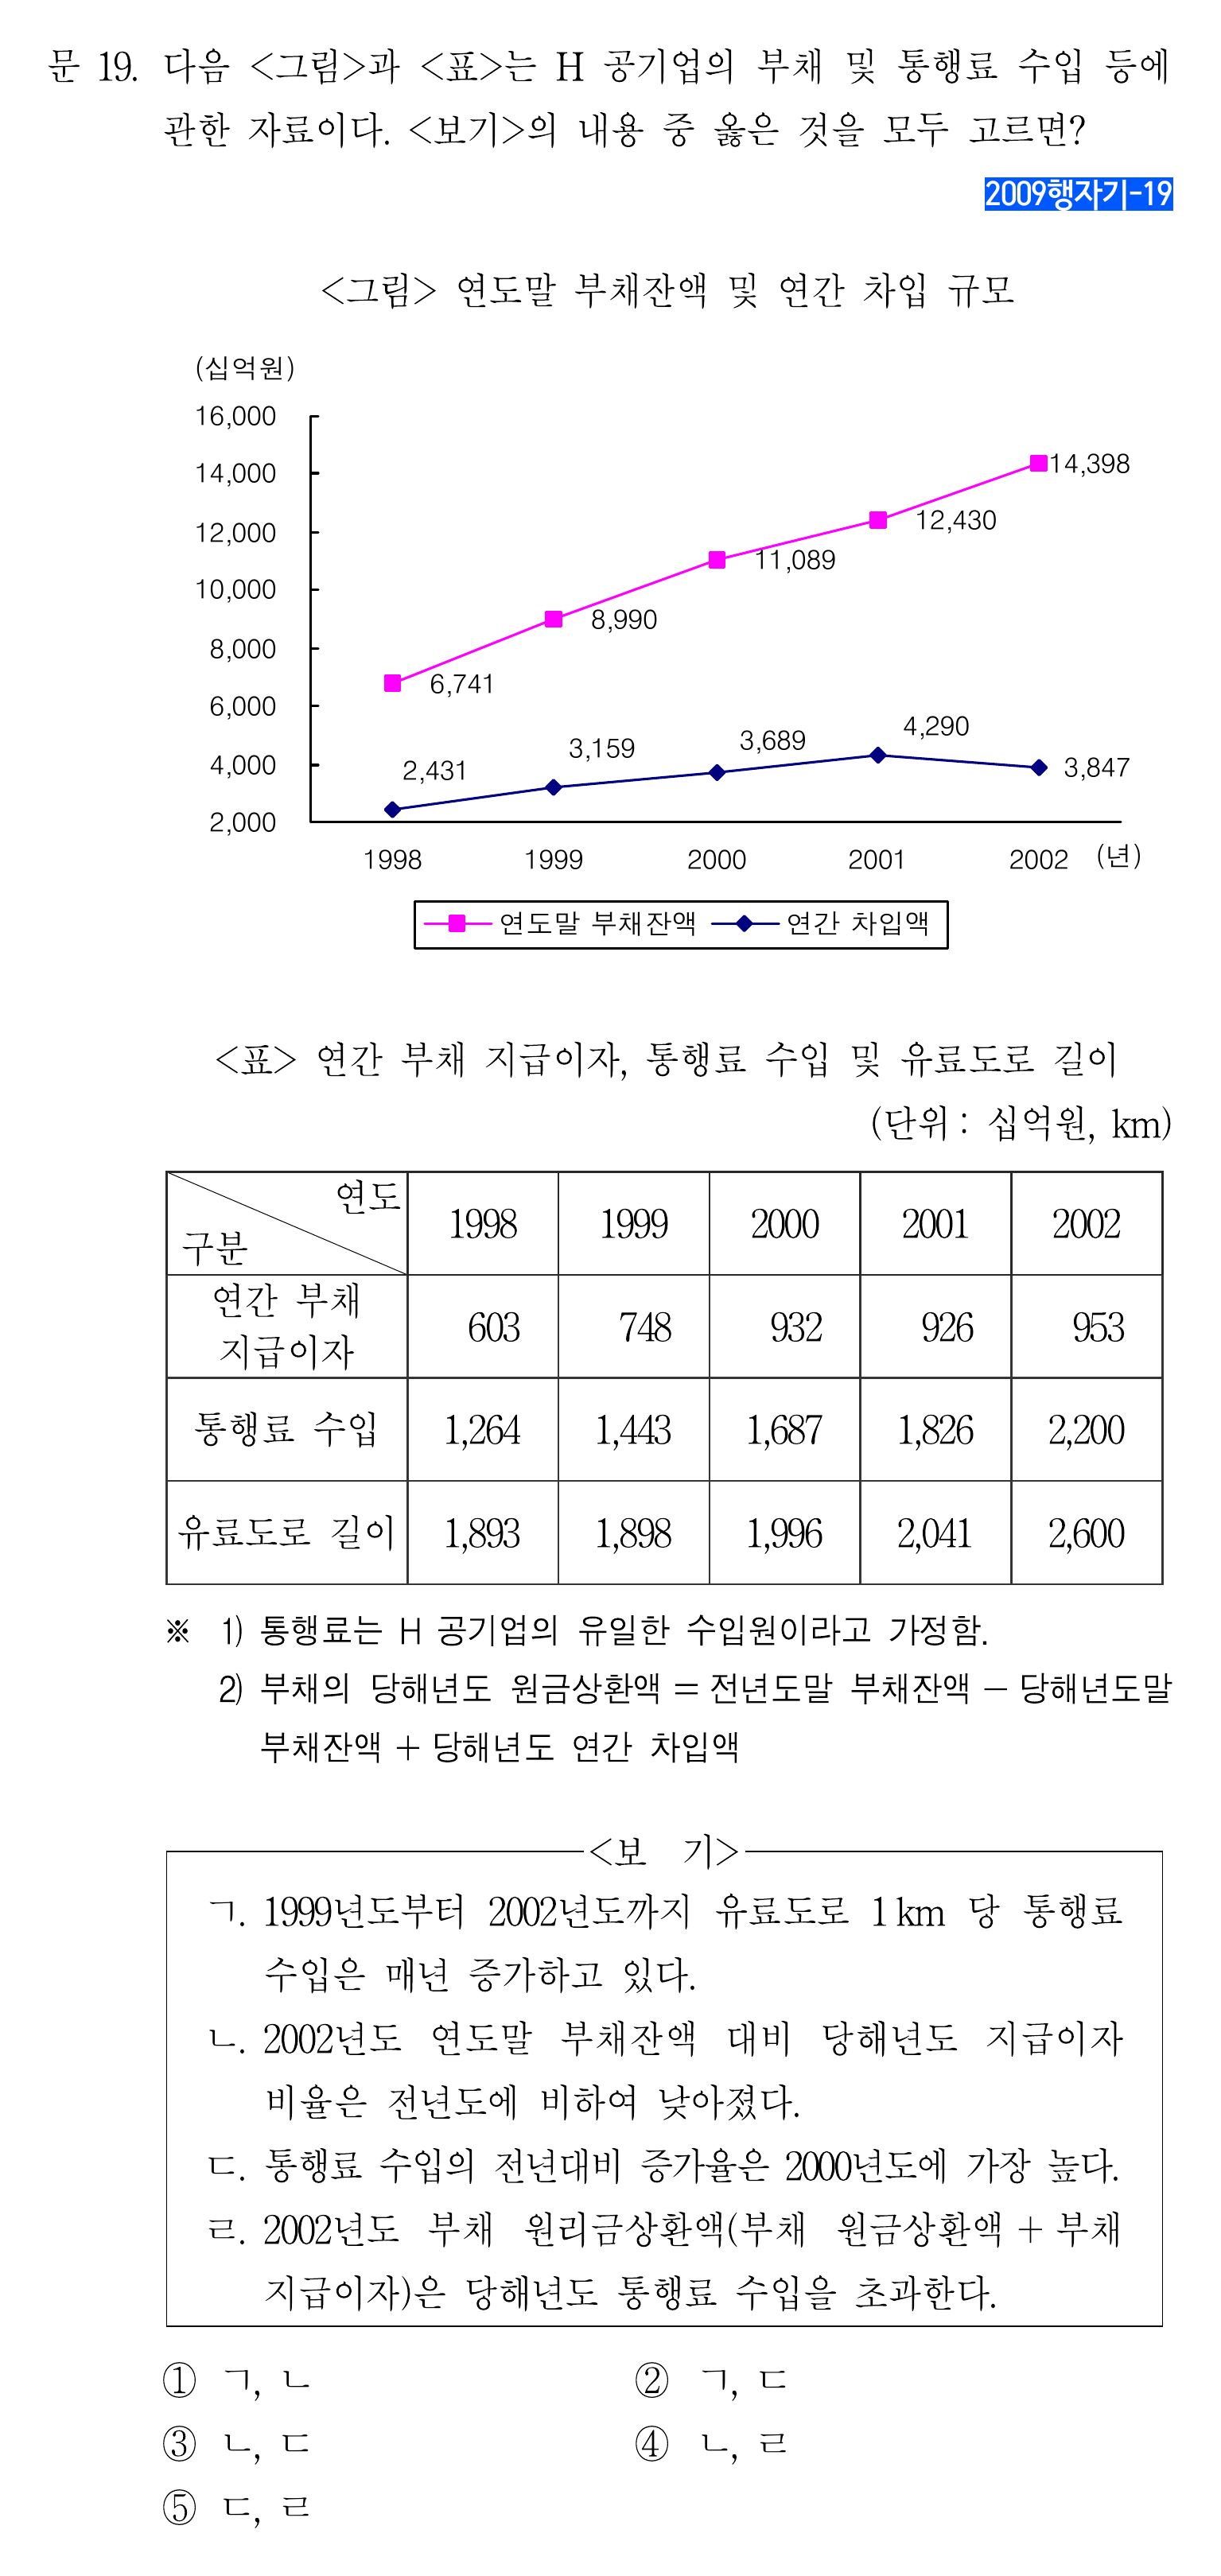 문 19. 다음 <그림>과 <표>는 H 공기업의 부채 및 통행료 수입 등에
관한 자료이다. <보기>의 내용 중 옳은 것을 모두 고르면?
2009행자기-19
<그림> 연도말 부채잔액 및 연간 차입 규모
(십억원)
16,000
14,000
12,000
10,000
8,000
6,000
4,000
2,000
14,398
12,430
11,089
8,990
6,741
2,431
3,159
3,689
4,290
3,847
1998 1999 2000 2001 2002 (년)
연도말 부채잔액 연간 차입액
<표> 연간 부채 지급이자, 통행료 수입 및 유료도로 길이
(단위 : 십억원, km)
연도
구분
1998 1999 2000 2001 2002
연간 부채
지급이자
603 748 932 926 953
통행료 수입 1,264 1,443 1,687 1,826 2,200
유료도로 길이 1,893 1,898 1,996 2,041 2,600
※ 1) 통행료는 H 공기업의 유일한 수입원이라고 가정함.
2) 부채의 당해년도 원금상환액 = 전년도말 부채잔액 - 당해년도말
부채잔액 + 당해년도 연간 차입액
<보 기>
ㄱ. 1999년도부터 2002년도까지 유료도로 1 km 당 통행료
수입은 매년 증가하고 있다.
ㄴ. 2002년도 연도말 부채잔액 대비 당해년도 지급이자
비율은 전년도에 비하여 낮아졌다.
ㄷ. 통행료 수입의 전년대비 증가율은 2000년도에 가장 높다.
ㄹ. 2002년도 부채 원리금상환액(부채 원금상환액 + 부채
지급이자)은 당해년도 통행료 수입을 초과한다.
① ㄱ, ㄴ ② ㄱ, ㄷ
③ ㄴ, ㄷ ④ ㄴ, ㄹ
⑤ ㄷ, ㄹ